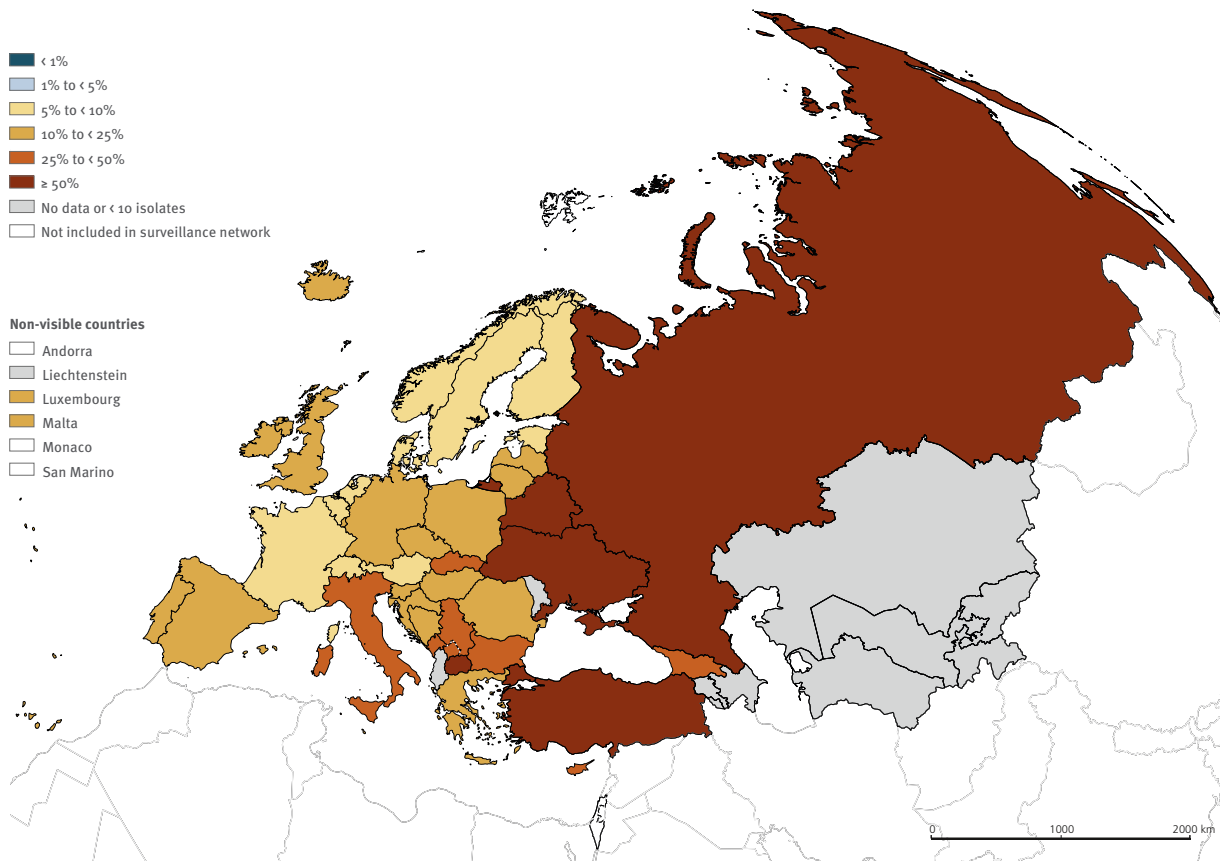 < 1%
1% to < 5%
5% to < 10%
10% to < 25%
25% to < 50%
≥ 50%
No data or < 10 isolates
Not included in surveillance network
Non-visible countries
Andorra
Liechtenstein
Luxembourg
Malta
Monaco
San Marino
0 1000 2000 km